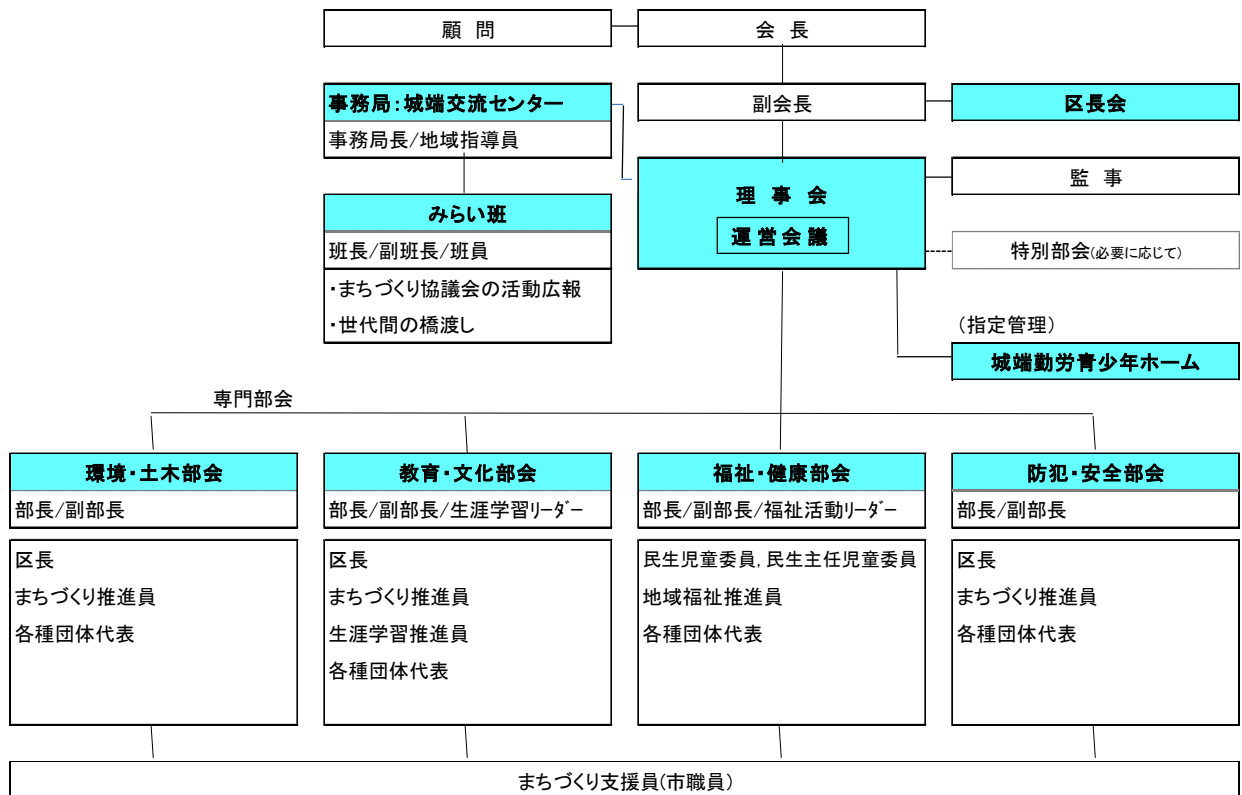 顧 問
会 長
事務局：城端交流センター
事務局長/地域指導員
副会長
区長会
理 事 会
運営会議
監 事
みらい班
班長/副班長/班員
・まちづくり協議会の活動広報
・世代間の橋渡し
特別部会(必要に応じて)
（指定管理）
城端勤労青少年ホーム
専門部会
環境・土木部会
部長/副部長
区長
まちづくり推進員
各種団体代表
教育・文化部会
部長/副部長/生涯学習ﾘｰﾀﾞｰ
区長
まちづくり推進員
生涯学習推進員
各種団体代表
福祉・健康部会
部長/副部長/福祉活動ﾘｰﾀﾞｰ
民生児童委員, 民生主任児童委員
地域福祉推進員
各種団体代表
防犯・安全部会
部長/副部長
区長
まちづくり推進員
各種団体代表
まちづくり支援員(市職員)